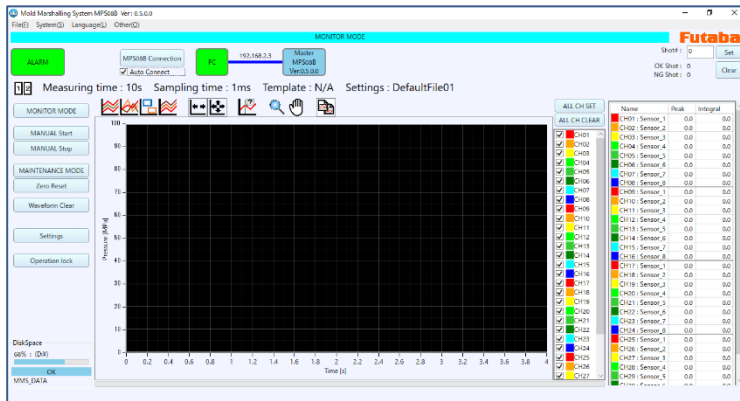 Mold Marshalling System MPS08B Ver : 0.5.0.0
File(F) System(S) Language(L) Other(O)
MONITOR MODE
Futaba
ALARM
MPS08B Connection
Auto Connect
PC
192.168.2.3
Master
MPS08B
Ver:0.5.0.0
Shot# : 0
Set
OK Shot : 0
NG Shot : 0
Clear
1 2 Measuring time : 10s Sampling time : 1ms Template : N/A Settings : DefaultFile01
MONITOR MODE
MANUAL Start
MANUAL Stop
MAINTENANCE MODE
Zero Reset
Waveform Clear
Settings
Operation lock
DiskSpace
60% : (D:¥)
OK
MMS_DATA
Pressure [MPa]
100
90
80
70
60
50
40
30
20
10
0
0 0.2 0.4 0.6 0.8 1 1.2 1.4 1.6 1.8 2 2.2 2.4 2.6 2.8 3 3.2 3.4 3.6 3.8 4
Time [s]
ALL CH SET
ALL CH CLEAR
CH01
CH02
CH03
CH04
CH05
CH06
CH07
CH08
CH09
CH10
CH11
CH12
CH13
CH14
CH15
CH16
CH17
CH18
CH19
CH20
CH21
CH22
CH23
CH24
CH25
CH26
CH27
Name Peak Integral
CH01 : Sensor_1 0.0 0.0
CH02 : Sensor_2 0.0 0.0
CH03 : Sensor_3 0.0 0.0
CH04 : Sensor_4 0.0 0.0
CH05 : Sensor_5 0.0 0.0
CH06 : Sensor_6 0.0 0.0
CH07 : Sensor_7 0.0 0.0
CH08 : Sensor_8 0.0 0.0
CH09 : Sensor_1 0.0 0.0
CH10 : Sensor_2 0.0 0.0
CH11 : Sensor_3 0.0 0.0
CH12 : Sensor_4 0.0 0.0
CH13 : Sensor_5 0.0 0.0
CH14 : Sensor_6 0.0 0.0
CH15 : Sensor_7 0.0 0.0
CH16 : Sensor_8 0.0 0.0
CH17 : Sensor_1 0.0 0.0
CH18 : Sensor_2 0.0 0.0
CH19 : Sensor_3 0.0 0.0
CH20 : Sensor_4 0.0 0.0
CH21 : Sensor_5 0.0 0.0
CH22 : Sensor_6 0.0 0.0
CH23 : Sensor_7 0.0 0.0
CH24 : Sensor_8 0.0 0.0
CH25 : Sensor_1 0.0 0.0
CH26 : Sensor_2 0.0 0.0
CH27 : Sensor_3 0.0 0.0
CH28 : Sensor_4 0.0 0.0
CH29 : Sensor_5 0.0 0.0